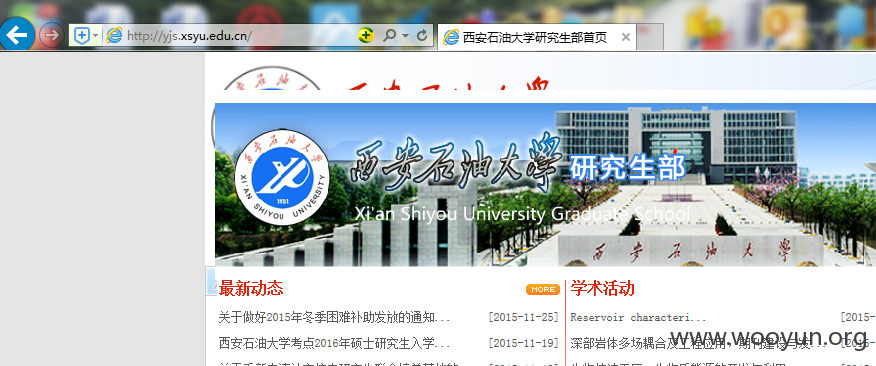 http://yjs.xsyu.edu.cn/
西安石油大学研究生部首页
西安石油大学 研究生部
XI'AN SHIYOU UNIVERSITY
1951
Xi'an Shiyou University Graduate School
西安石油大学
最新动态 MORE
学术活动
关于做好2015年冬季困难补助发放的通知... [2015-11-25]
Reservoir characteri... [2015-
西安石油大学考点2016年硕士研究生入学... [2015-11-19]
深部岩体多场耦合及工程应用，期刊建设与发... [2015-
www.wooyun.org